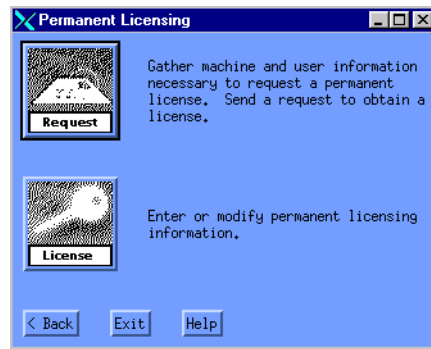 Permanent Licensing
Gather machine and user information
necessary to request a permanent
license. Send a request to obtain a
license.
Request
Enter or modify permanent licensing
information.
License
< Back
Exit
Help